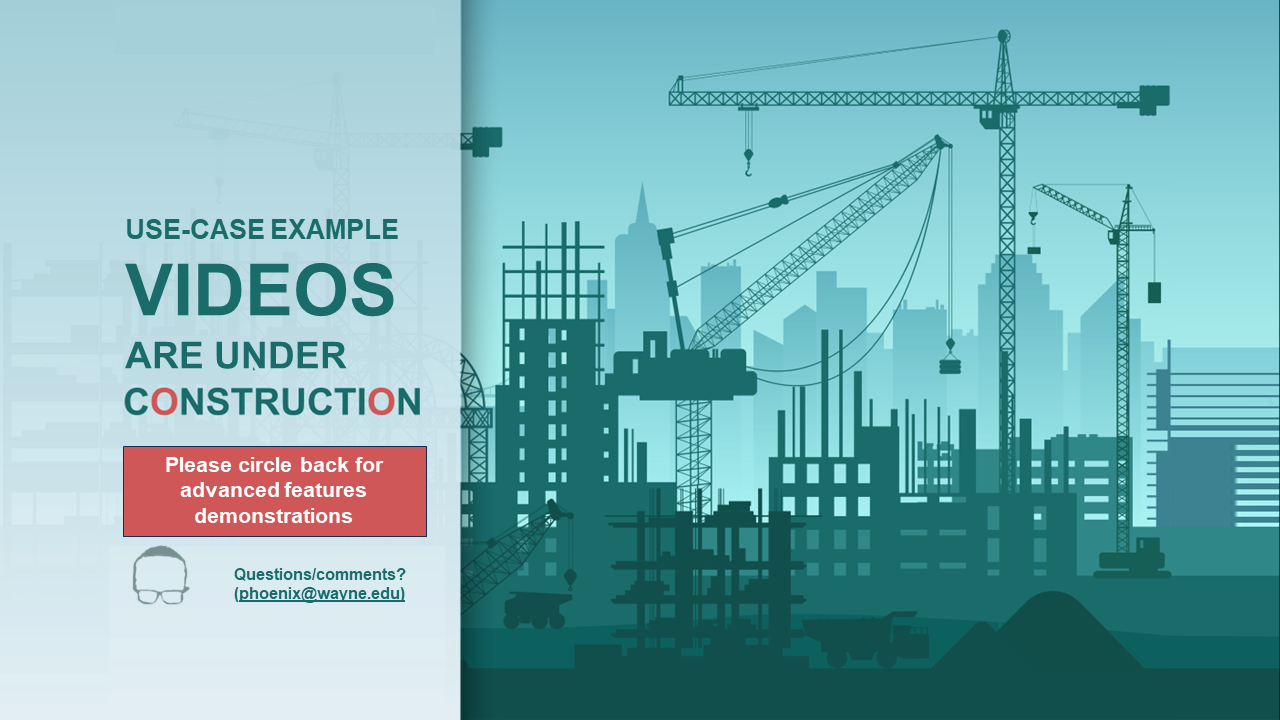 USE-CASE EXAMPLE
VIDEOS
ARE UNDER
CONSTRUCTION
Please circle back for
advanced features
demonstrations
Questions/comments?
(phoenix@wayne.edu)